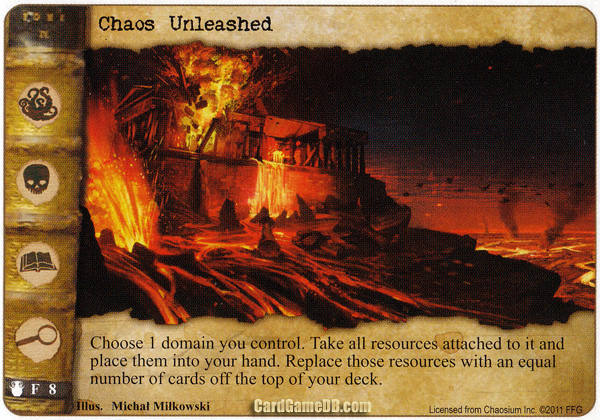 Chaos Unleashed
Choose 1 domain you control. Take all resources attached to it and
place them into your hand. Replace those resources with an equal
number of cards off the top of your deck.
F 8
Illus. Michał Miłkowski
CardGameDB.com
Licensed from Chaosium Inc. ©2011 FFG